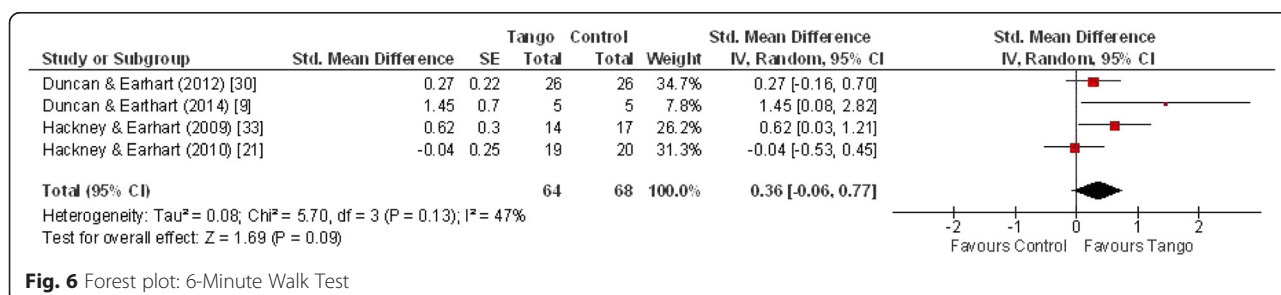 Tango Control Std. Mean Difference Std. Mean Difference
Study or Subgroup Std. Mean Difference SE Total Total Weight IV, Random, 95% CI IV, Random, 95% CI
Duncan & Earhart (2012) [30] 0.27 0.22 26 26 34.7% 0.27 [-0.16, 0.70]
Duncan & Earthart (2014) [9] 1.45 0.7 5 5 7.8% 1.45 [0.08, 2.82]
Hackney & Earhart (2009) [33] 0.62 0.3 14 17 26.2% 0.62 [0.03, 1.21]
Hackney & Earhart (2010) [21] -0.04 0.25 19 20 31.3% -0.04 [-0.53, 0.45]
Total (95% CI) 64 68 100.0% 0.36 [-0.06, 0.77]
Heterogeneity: Tau² = 0.08; Chi² = 5.70, df = 3 (P = 0.13); I² = 47%
Test for overall effect: Z = 1.69 (P = 0.09)
-2 -1 0 1 2
Favours Control Favours Tango
Fig. 6 Forest plot: 6-Minute Walk Test